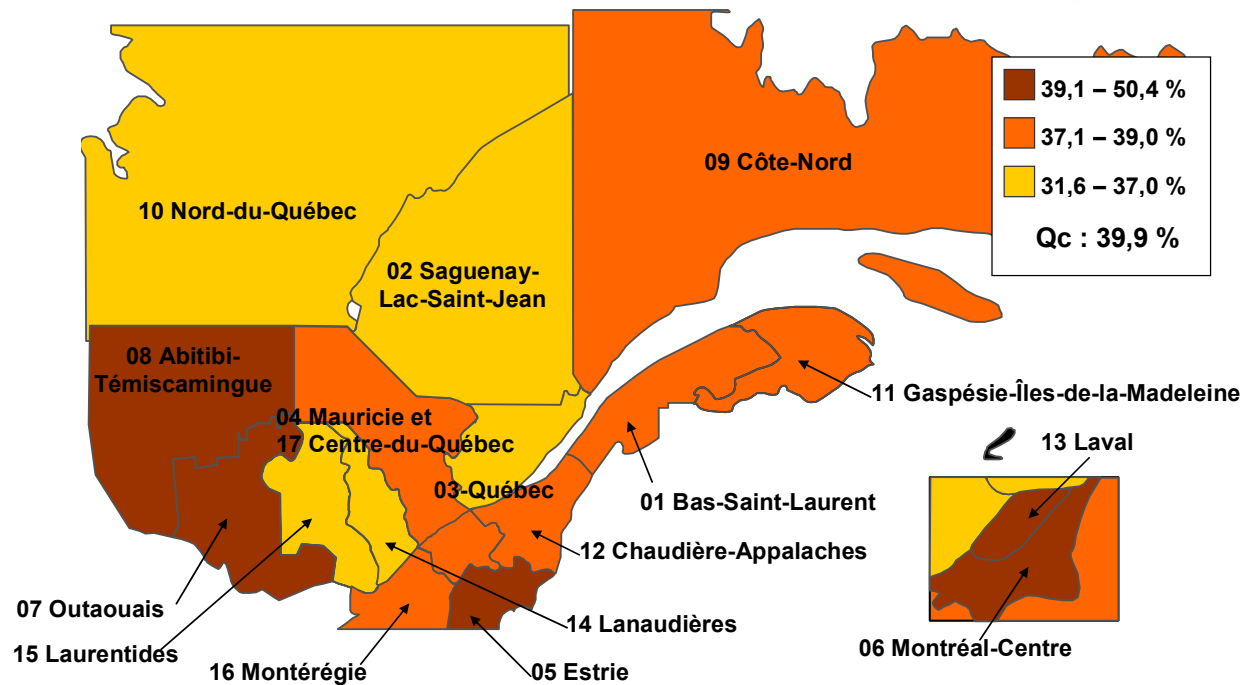 39,1 – 50,4 %
37,1 – 39,0 %
31,6 – 37,0 %
Qc : 39,9 %
09 Côte-Nord
10 Nord-du-Québec
02 Saguenay-
Lac-Saint-Jean
08 Abitibi-
Témiscamingue
11 Gaspésie-Îles-de-la-Madeleine
04 Mauricie et
17 Centre-du-Québec
13 Laval
03-Québec
01 Bas-Saint-Laurent
12 Chaudière-Appalaches
07 Outaouais
14 Lanaudières
15 Laurentides
16 Montérégie
05 Estrie
06 Montréal-Centre